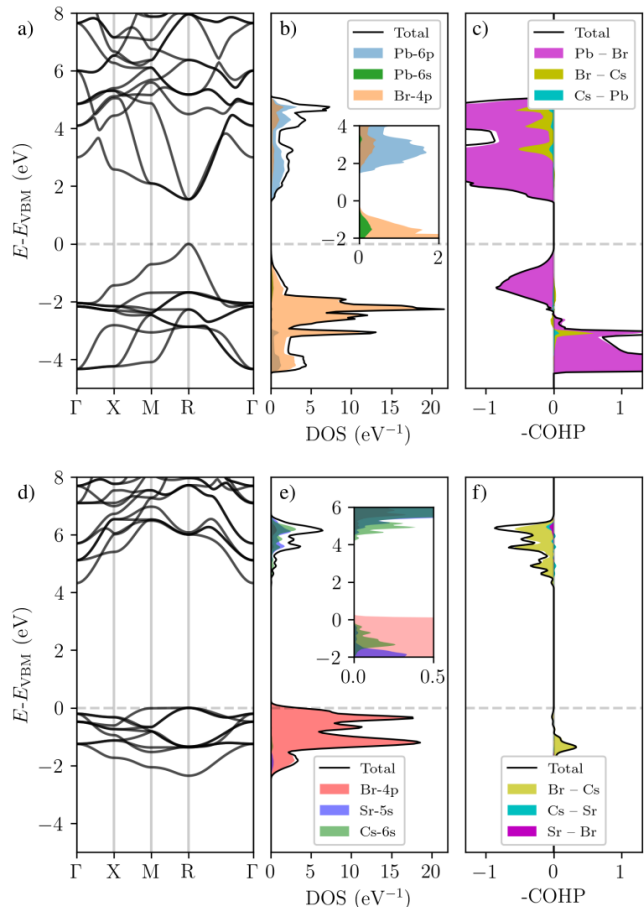 a)
b)
c)
Total
Pb-6p
Pb-6s
Br-4p
Total
Pb – Br
Br – Cs
Cs – Pb
8
6
4
2
0
−2
−4
E-E_VBM (eV)
4
2
0
−2
0 2
Γ X M R Γ
0 5 10 15 20
DOS (eV⁻¹)
−1 0 1
-COHP
d)
e)
f)
8
6
4
2
0
−2
−4
E-E_VBM (eV)
6
4
2
0
−2
0.0 0.5
Total
Br-4p
Sr-5s
Cs-6s
Total
Br – Cs
Cs – Sr
Sr – Br
Γ X M R Γ
0 5 10 15 20
DOS (eV⁻¹)
−1 0 1
-COHP